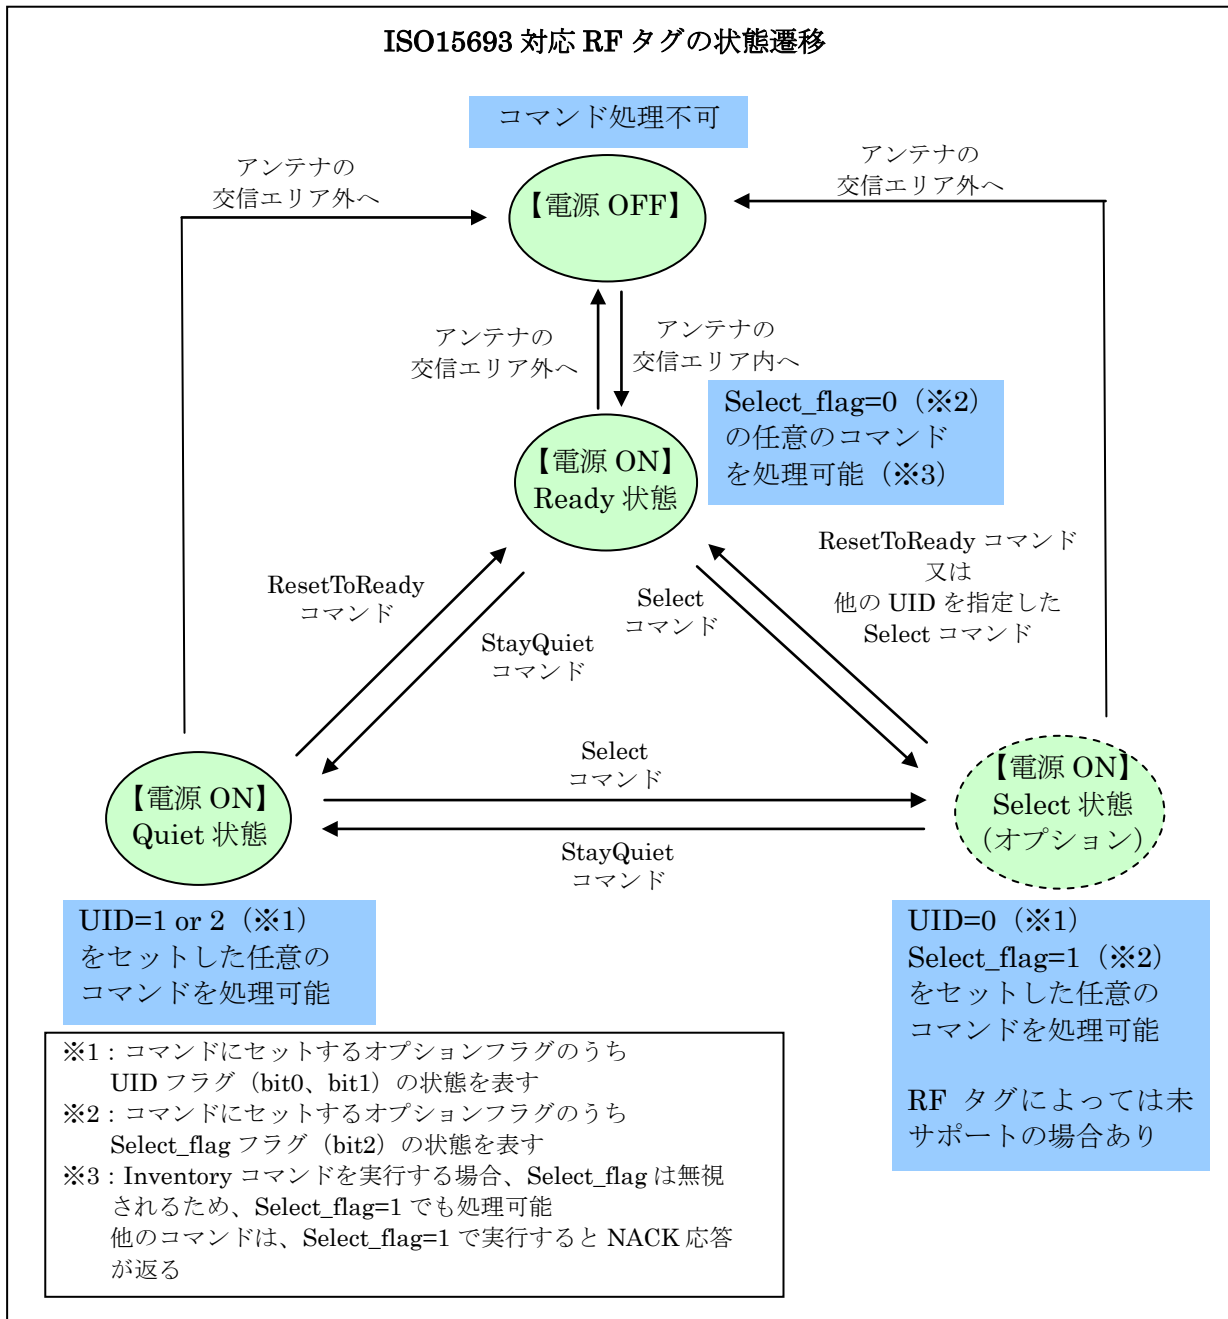 ISO15693 対応 RF タグの状態遷移
コマンド処理不可
アンテナの
交信エリア外へ
アンテナの
交信エリア外へ
【電源 OFF】
アンテナの
交信エリア外へ
アンテナの
交信エリア内へ
Select_flag=0（※2）
の任意のコマンド
を処理可能（※3）
【電源 ON】
Ready 状態
ResetToReady
コマンド
StayQuiet
コマンド
Select
コマンド
ResetToReady コマンド
又は
他の UID を指定した
Select コマンド
Select
コマンド
【電源 ON】
Quiet 状態
【電源 ON】
Select 状態
（オプション）
StayQuiet
コマンド
UID=1 or 2（※1）
をセットした任意の
コマンドを処理可能
UID=0（※1）
Select_flag=1（※2）
をセットした任意の
コマンドを処理可能
RF タグによっては未
サポートの場合あり
※1：コマンドにセットするオプションフラグのうち
UID フラグ（bit0、bit1）の状態を表す
※2：コマンドにセットするオプションフラグのうち
Select_flag フラグ（bit2）の状態を表す
※3：Inventory コマンドを実行する場合、Select_flag は無視
されるため、Select_flag=1 でも処理可能
他のコマンドは、Select_flag=1 で実行すると NACK 応答
が返る